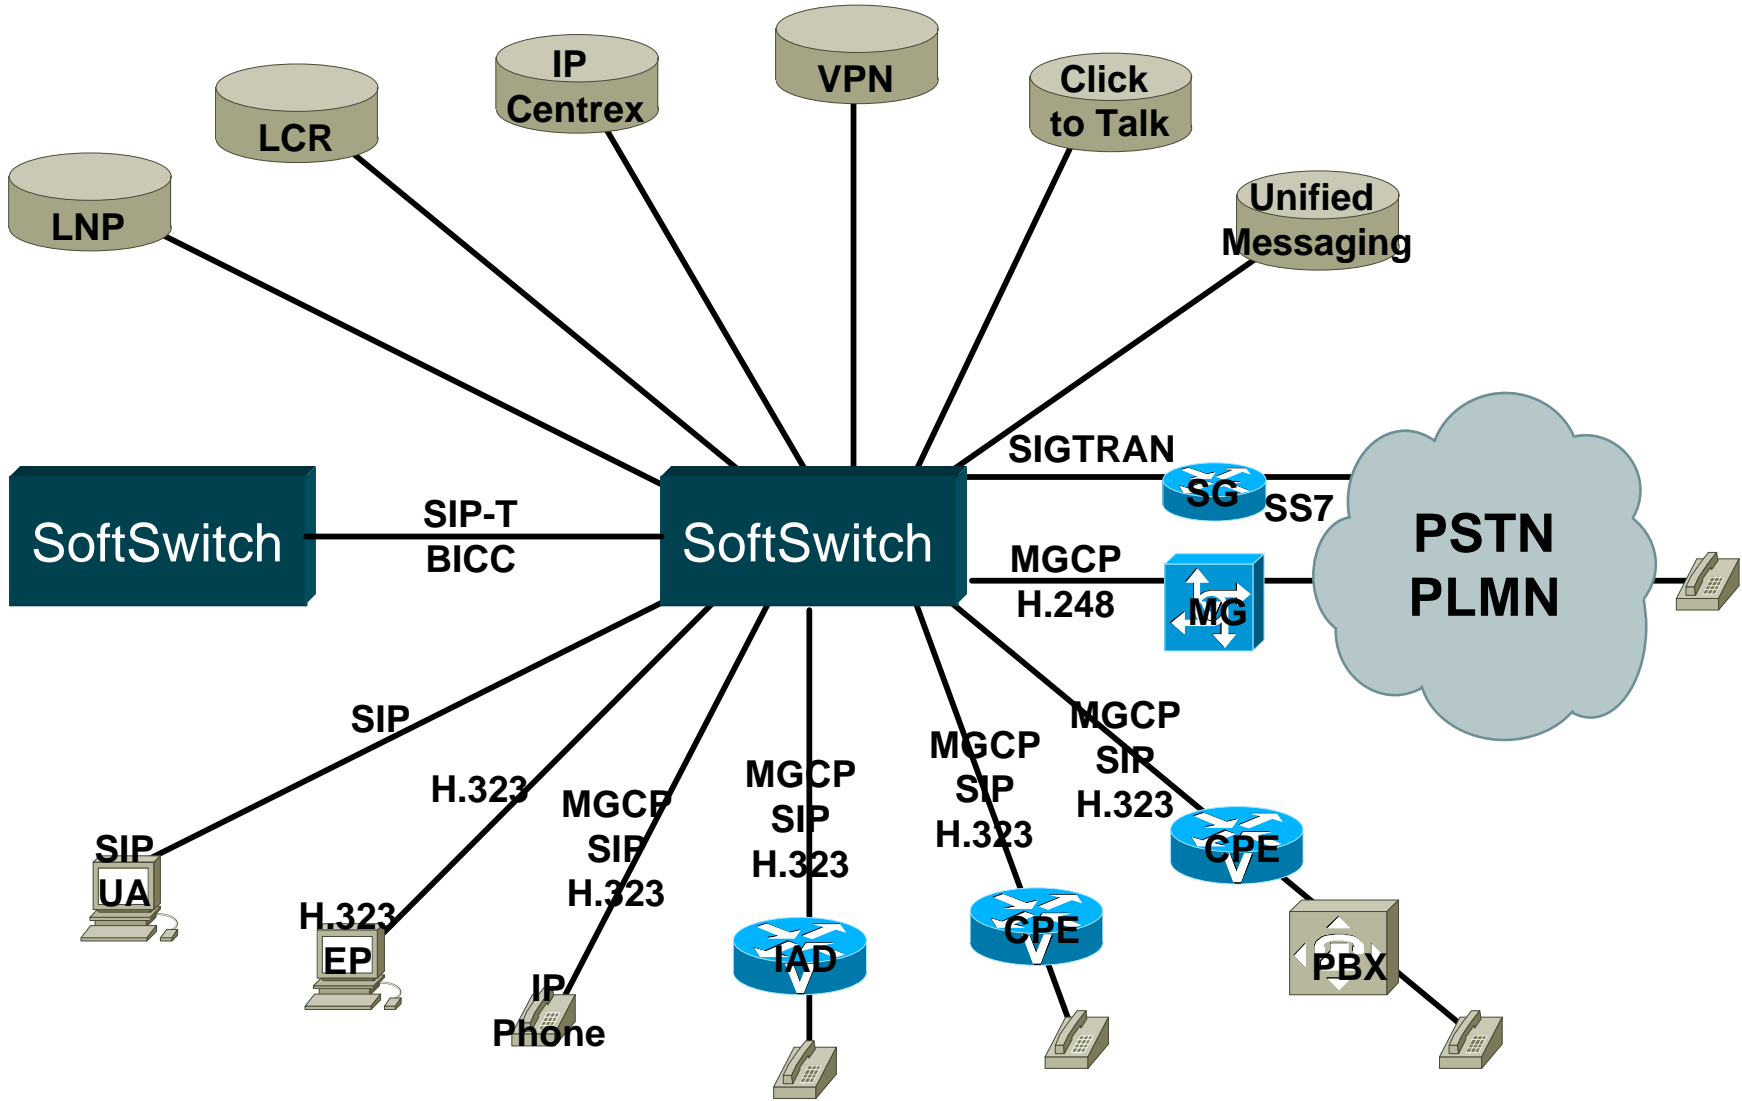 IP
Centrex
VPN
Click
to Talk
LCR
LNP
Unified
Messaging
SIGTRAN
SG
SS7
SoftSwitch
SIP-T
BICC
SoftSwitch
MGCP
H.248
MG
PSTN
PLMN
SIP
H.323
MGCP
SIP
H.323
MGCP
SIP
H.323
MGCP
SIP
H.323
MGCP
SIP
H.323
SIP
UA
H.323
EP
IP
Phone
IAD
V
CPE
V
CPE
V
PBX